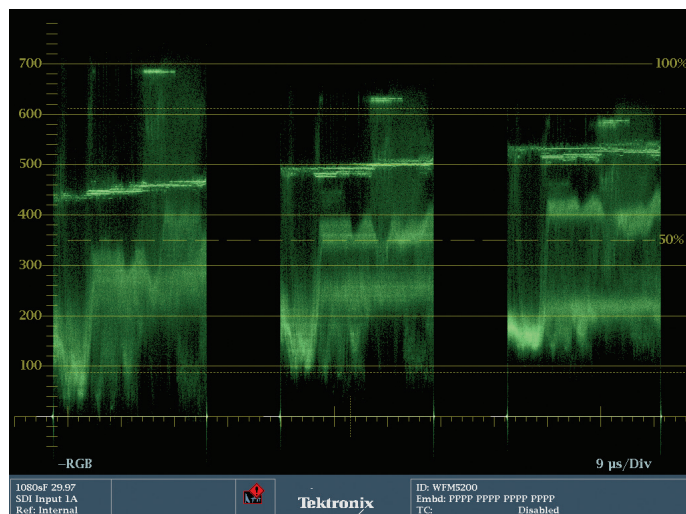 700
100%
600
500
400
50%
300
200
100
–RGB
9 µs/Div
1080sF 29.97
SDI Input 1A
Ref: Internal
Tektronix
ID: WFM5200
Embd: PPPP PPPP PPPP PPPP
TC: Disabled